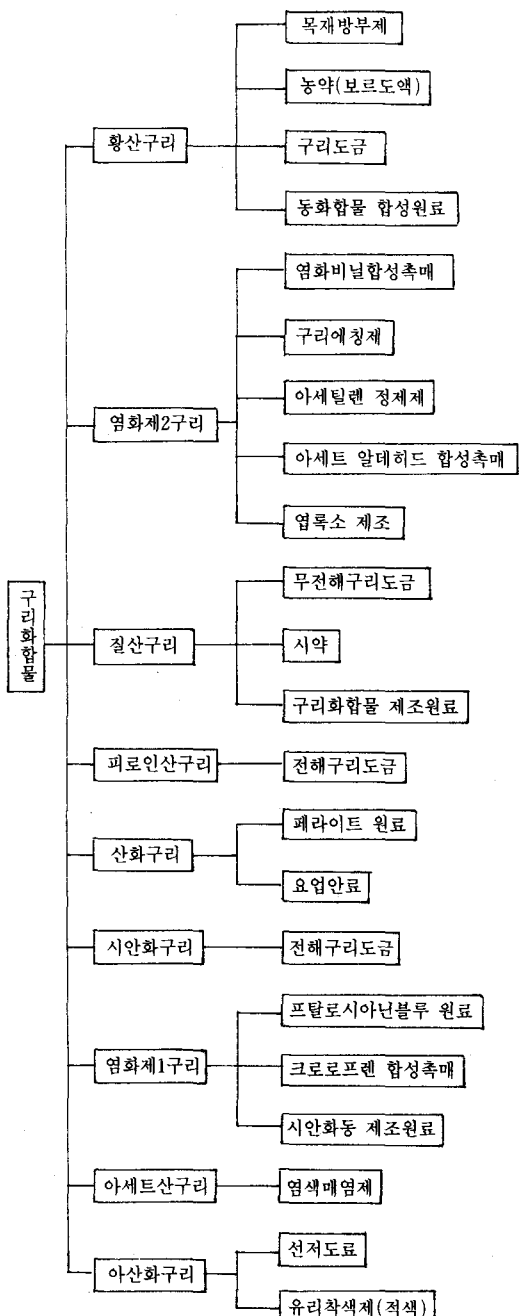 구리화합물
황산구리
목재방부제
농약(보르도액)
구리도금
동화합물 합성원료
염화제2구리
염화비닐합성촉매
구리에칭제
아세틸렌 정제제
아세트 알데히드 합성촉매
엽록소 제조
질산구리
무전해구리도금
시약
구리화합물 제조원료
피로인산구리
전해구리도금
산화구리
페라이트 원료
요업안료
시안화구리
전해구리도금
염화제1구리
프탈로시아닌블루 원료
크로로프렌 합성촉매
시안화동 제조원료
아세트산구리
염색매염제
아산화구리
선저도료
유리착색제(적색)